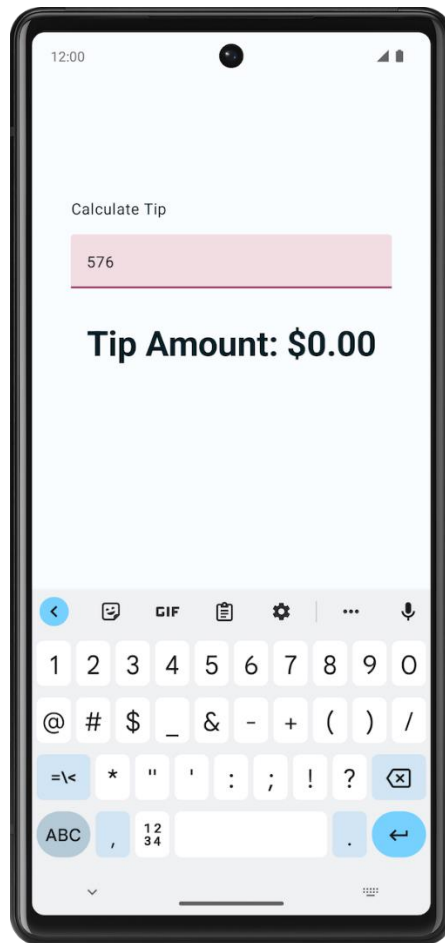 12:00
Calculate Tip
576
Tip Amount: $0.00
GIF
1 2 3 4 5 6 7 8 9 0
@ # $ _ & - + ( ) /
=\< * " ' : ; ! ?
ABC , 12 34 .